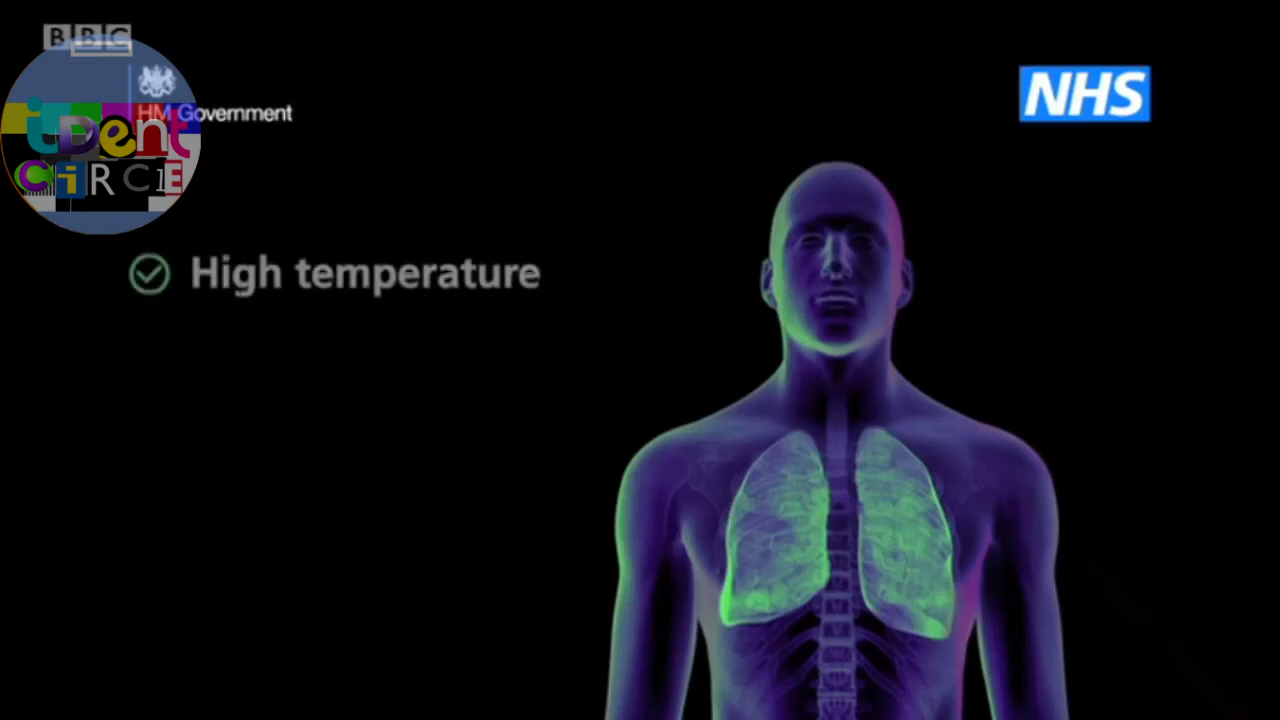 BBC
HM Government
iDent
CiRClE
NHS
High temperature